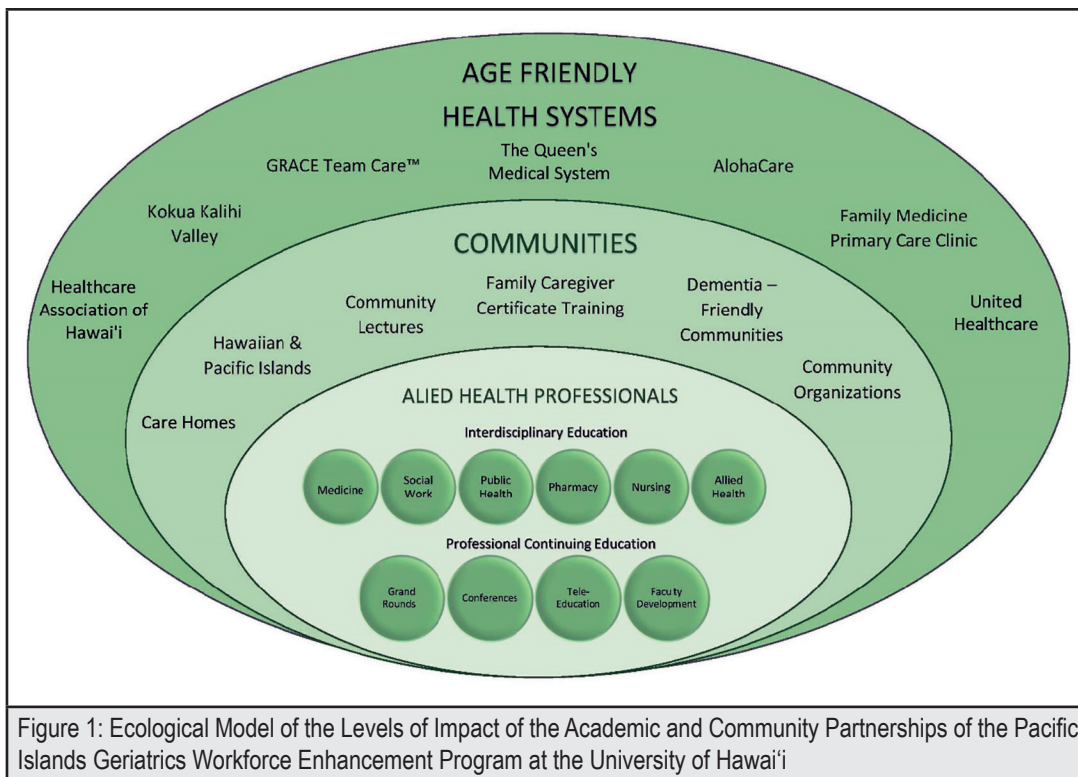 AGE FRIENDLY
HEALTH SYSTEMS
GRACE Team Care™
The Queen's
Medical System
AlohaCare
Kokua Kalihi
Valley
Family Medicine
Primary Care Clinic
Healthcare
Association of
Hawai'i
United
Healthcare
COMMUNITIES
Community
Lectures
Family Caregiver
Certificate Training
Dementia –
Friendly
Communities
Hawaiian &
Pacific Islands
Community
Organizations
Care Homes
ALIED HEALTH PROFESSIONALS
Interdisciplinary Education
Medicine
Social
Work
Public
Health
Pharmacy
Nursing
Allied
Health
Professional Continuing Education
Grand
Rounds
Conferences
Tele-
Education
Facuty
Development
Figure 1: Ecological Model of the Levels of Impact of the Academic and Community Partnerships of the Pacific
Islands Geriatrics Workforce Enhancement Program at the University of Hawai‘i